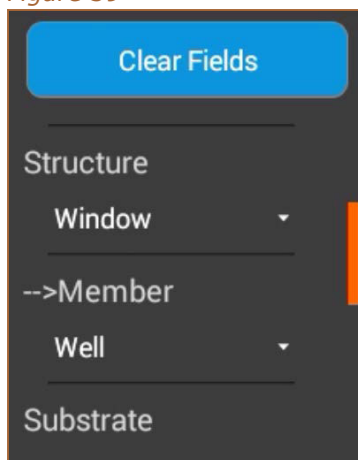 Clear Fields
Structure
Window
-->Member
Well
Substrate